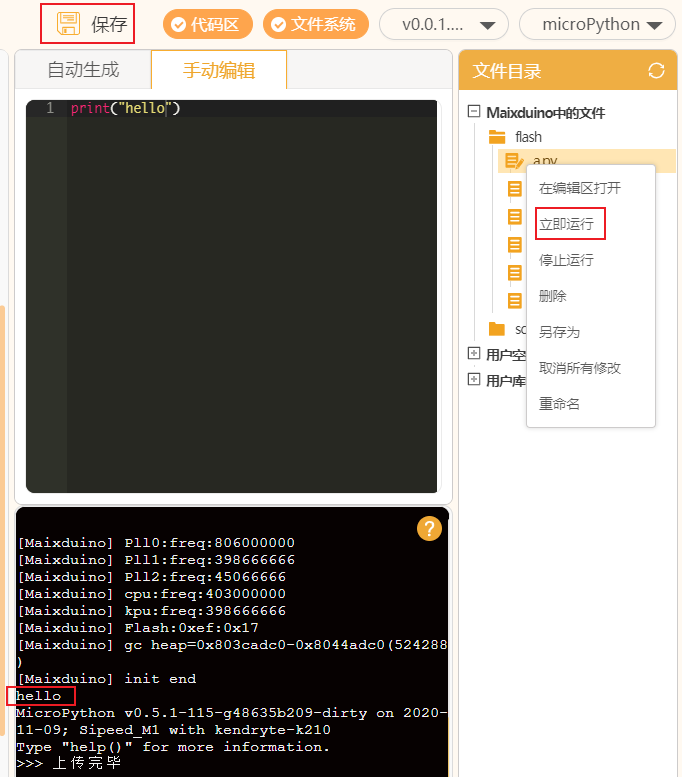 保存
代码区
文件系统
v0.0.1....
microPython
自动生成
手动编辑
文件目录
1 print("hello")
Maixduino中的文件
flash
a.py
在编辑区打开
立即运行
停止运行
删除
sc
另存为
用户空
取消所有修改
用户库
重命名
?
[Maixduino] Pll0:freq:806000000
[Maixduino] Pll1:freq:398666666
[Maixduino] Pll2:freq:45066666
[Maixduino] cpu:freq:403000000
[Maixduino] kpu:freq:398666666
[Maixduino] Flash:0xef:0x17
[Maixduino] gc heap=0x803cadc0-0x8044adc0(524288
)
[Maixduino] init end
hello
MicroPython v0.5.1-115-g48635b209-dirty on 2020-
11-09; Sipeed_M1 with kendryte-k210
Type "help()" for more information.
>>> 上传完毕